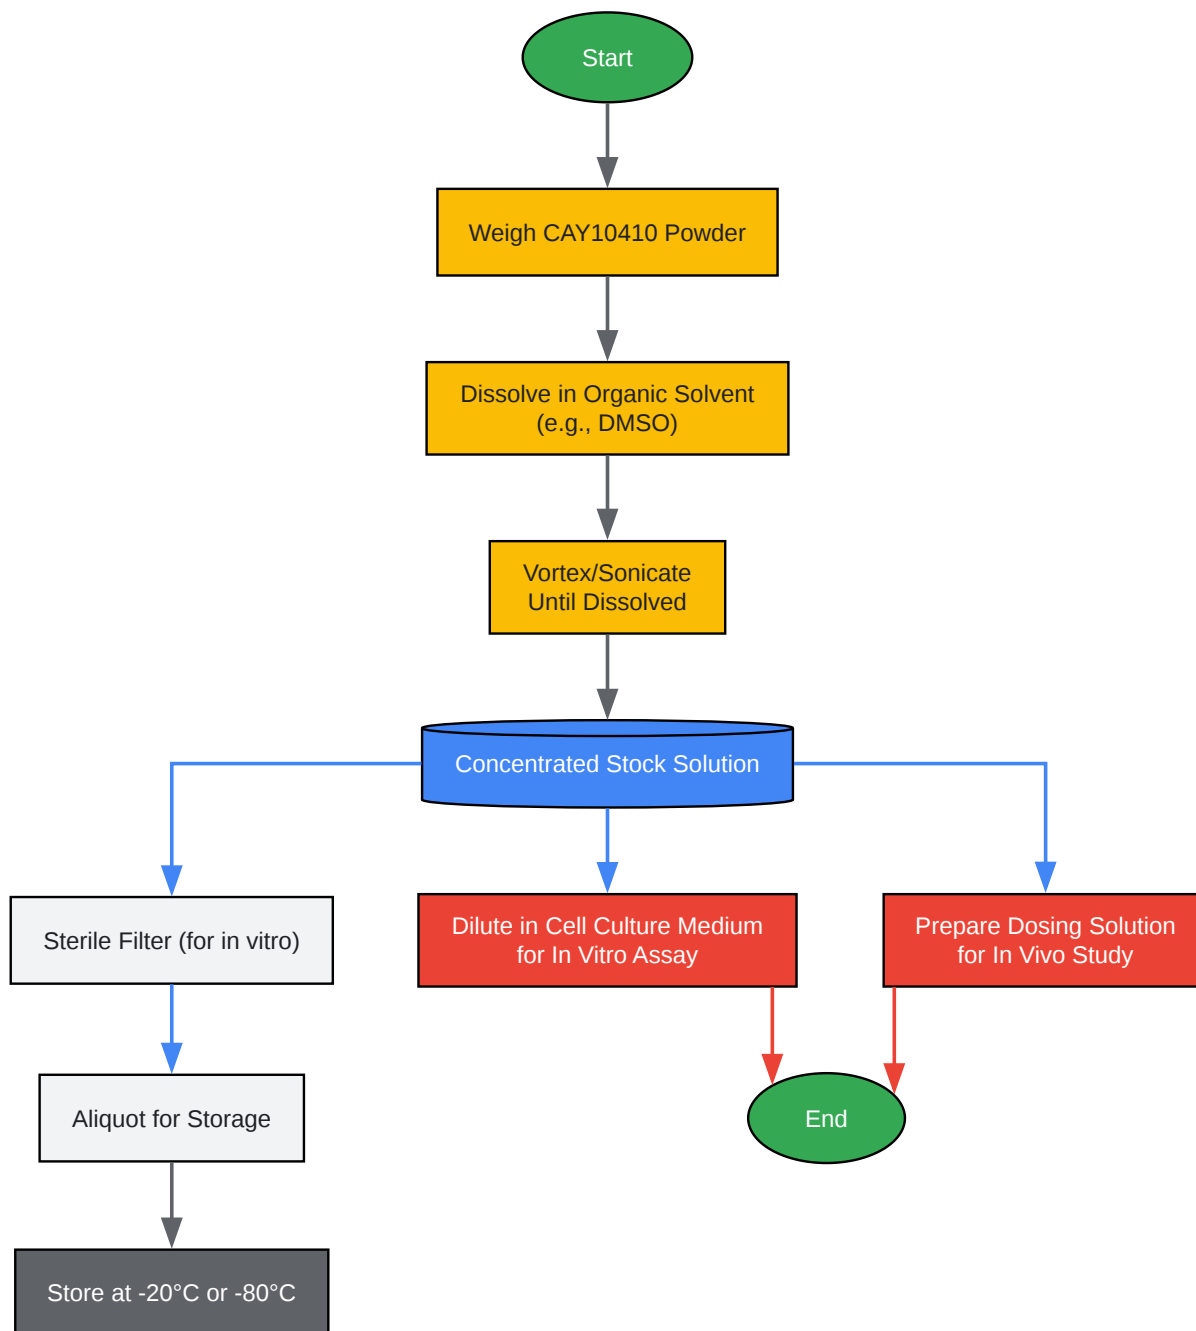 Start
Weigh CAY10410 Powder
Dissolve in Organic Solvent
(e.g., DMSO)
Vortex/Sonicate
Until Dissolved
Concentrated Stock Solution
Sterile Filter (for in vitro)
Dilute in Cell Culture Medium
for In Vitro Assay
Prepare Dosing Solution
for In Vivo Study
Aliquot for Storage
End
Store at -20°C or -80°C